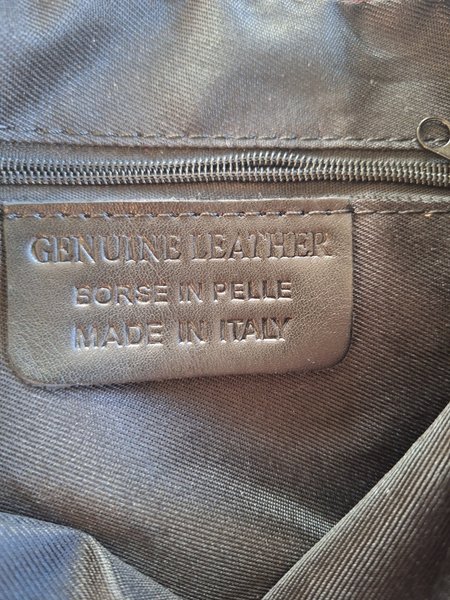 GENUINE LEATHER
BORSE IN PELLE
MADE IN ITALY